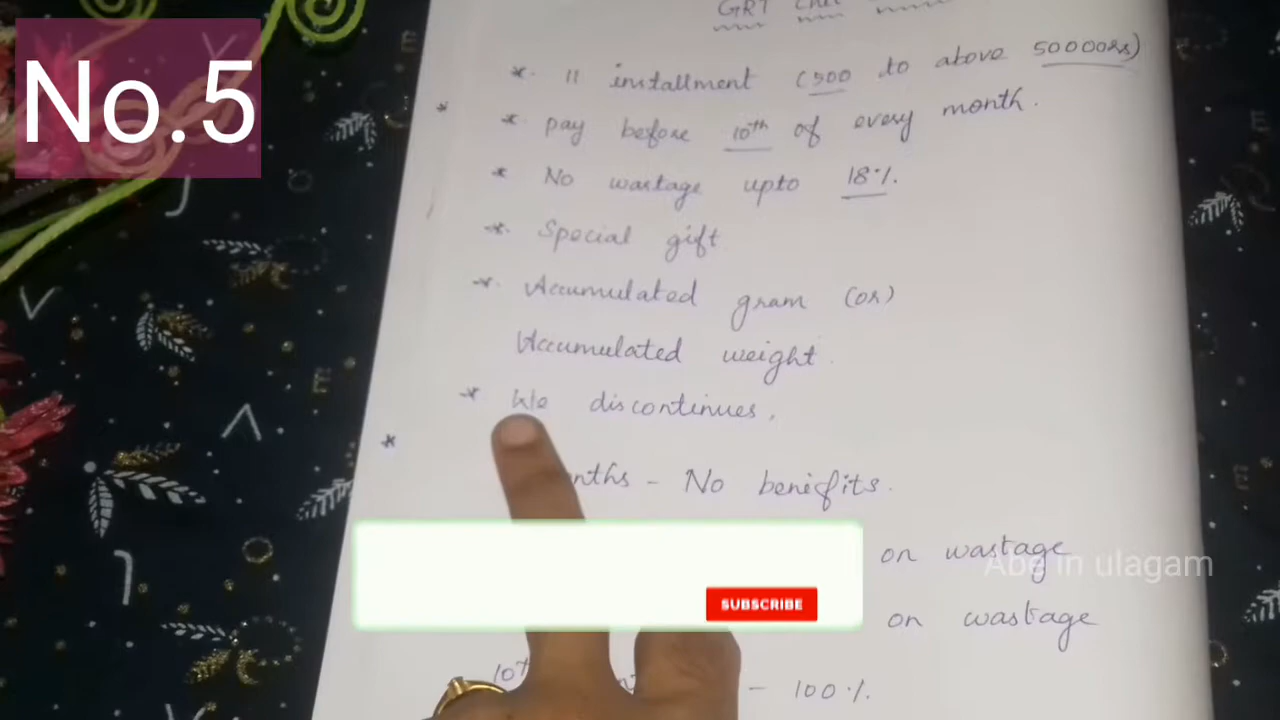 No.5
GRT
* 11 installment (500 to above 50000rs)
* pay before 10th of every month.
* No wastage upto 18%.
* Special gift
* Accumulated gram (or)
Accumulated weight.
* We discontinues,
- No benifits.
on wastage
Abe in ulagam
on wastage
SUBSCRIBE
10th - 100%.